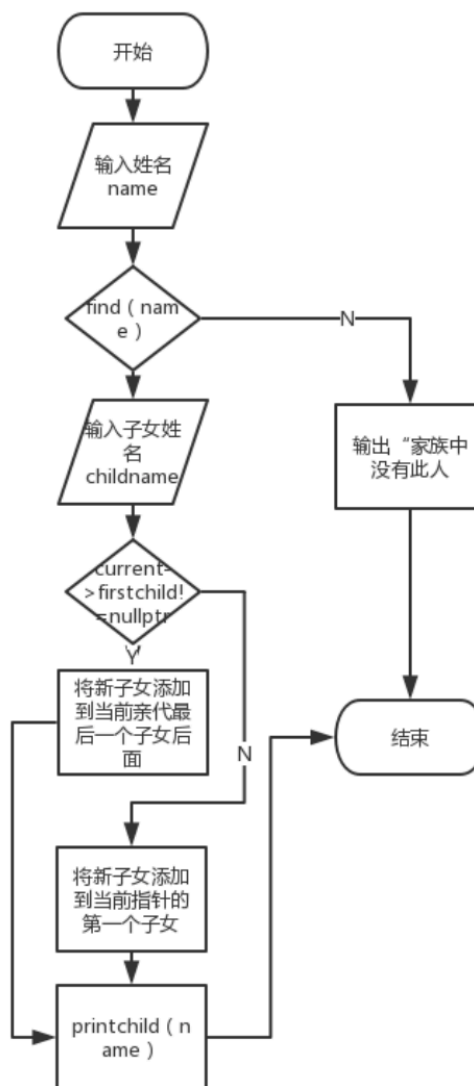 开始
输入姓名
name
find（nam
e）
N
输入子女姓
名
childname
输出“家族中
没有此人
current-
>firstchild!
=nullptr
Y
将新子女添加
到当前亲代最
后一个子女后
面
结束
N
将新子女添加
到当前指针的
第一个子女
printchild（n
ame）